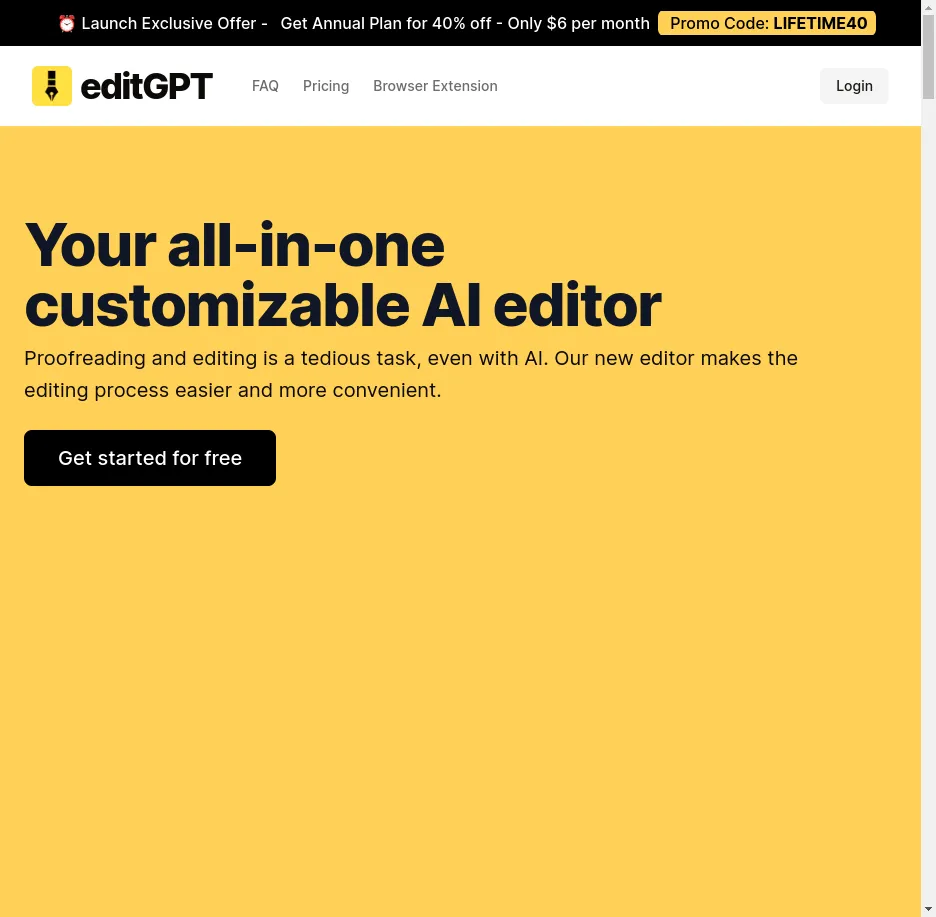 ⏰ Launch Exclusive Offer - Get Annual Plan for 40% off - Only $6 per month Promo Code: LIFETIME40
editGPT FAQ Pricing Browser Extension Login
Your all-in-one
customizable AI editor
Proofreading and editing is a tedious task, even with AI. Our new editor makes the
editing process easier and more convenient.
Get started for free